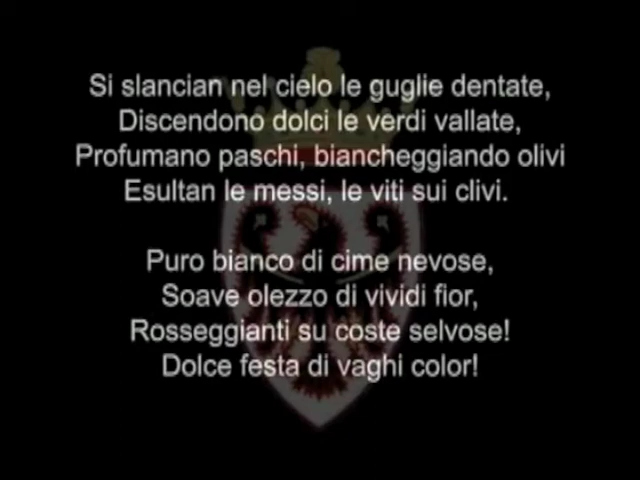 Si slancian nel cielo le guglie dentate,
Discendono dolci le verdi vallate,
Profumano paschi, biancheggiando olivi
Esultan le messi, le viti sui clivi.
Puro bianco di cime nevose,
Soave olezzo di vividi fior,
Rosseggianti su coste selvose!
Dolce festa di vaghi color!